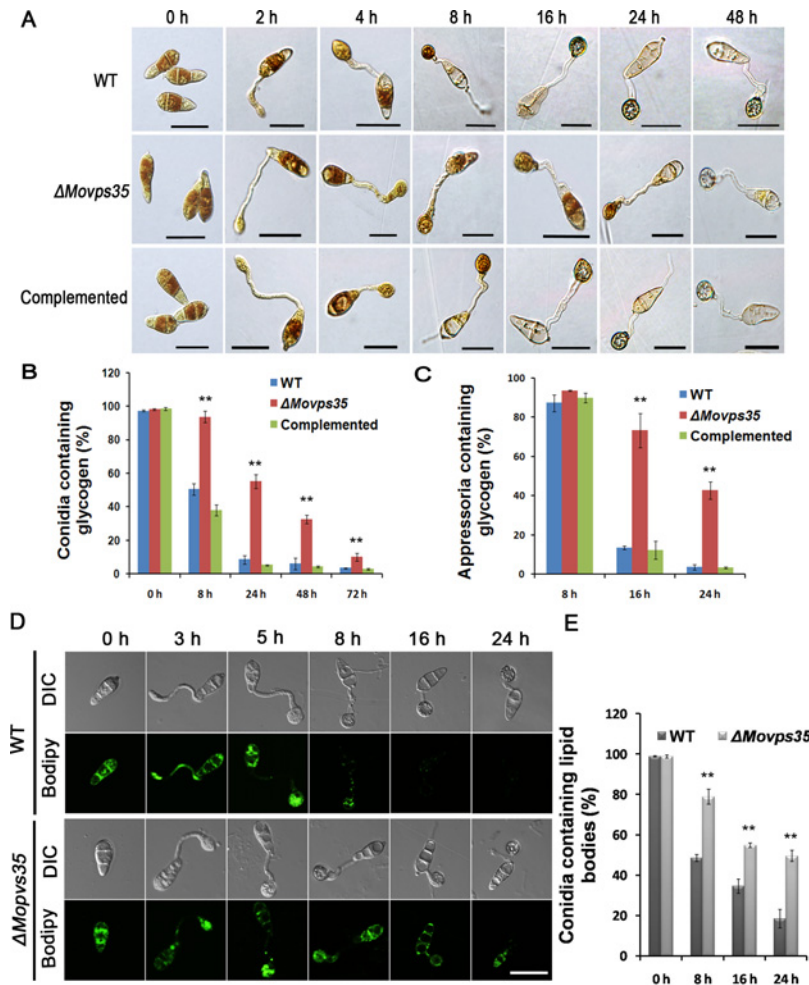 A 0 h 2 h 4 h 8 h 16 h 24 h 48 h
WT
ΔMovps35
Complemented
B
Conidia containing glycogen (%)
120
100
80
60
40
20
0
WT
ΔMovps35
Complemented
**
**
**
**
0 h 8 h 24 h 48 h 72 h
C
Appressoria containing glycogen (%)
100
80
60
40
20
0
WT
ΔMovps35
Complemented
**
**
8 h 16 h 24 h
D 0 h 3 h 5 h 8 h 16 h 24 h
WT
DIC
Bodipy
ΔMopvs35
DIC
Bodipy
E
Conidia containing lipid bodies (%)
120
100
80
60
40
20
0
WT ΔMovps35
**
**
**
0 h 8 h 16 h 24 h